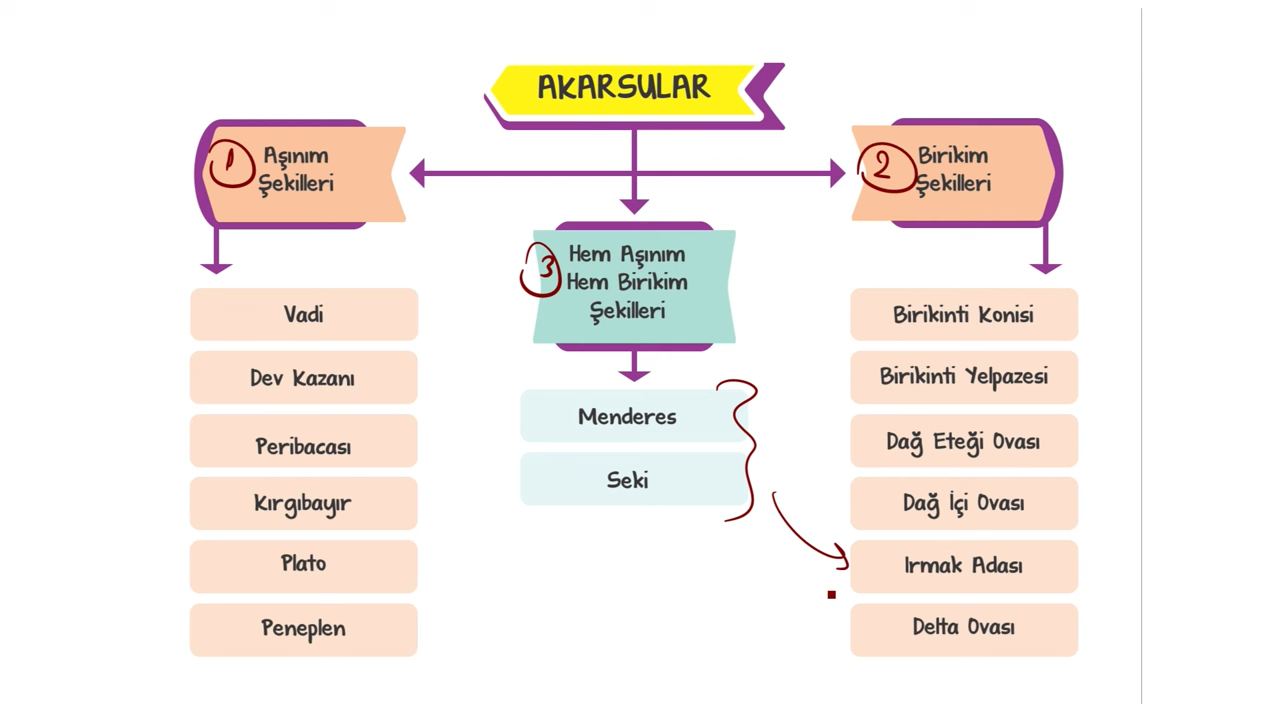 AKARSULAR
1
Aşınım
Şekilleri
Vadi
Dev Kazanı
Peribacası
Kırgıbayır
Plato
Peneplen
3
Hem Aşınım
Hem Birikim
Şekilleri
Menderes
Seki
2
Birikim
Şekilleri
Birikinti Konisi
Birikinti Yelpazesi
Dağ Eteği Ovası
Dağ İçi Ovası
Irmak Adası
Delta Ovası